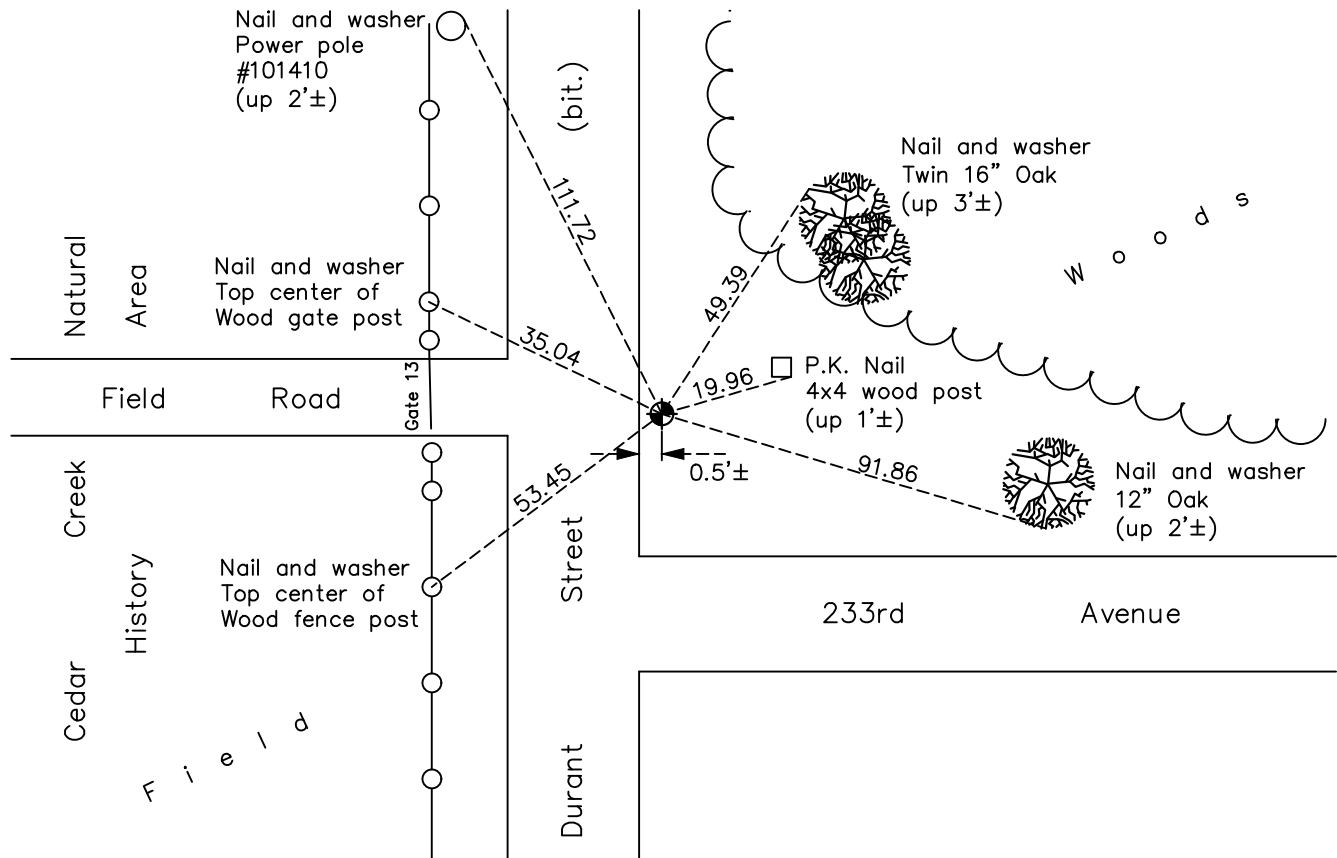 Nail and washer
Power pole
#101410
(up 2'±)
(bit.)
111.72
Nail and washer
Twin 16" Oak
(up 3'±)
Woods
Natural
Area
Nail and washer
Top center of
Wood gate post
49.39
35.04
19.96
P.K. Nail
4x4 wood post
(up 1'±)
Field Road
Gate 13
0.5'±
91.86
Nail and washer
12" Oak
(up 2'±)
53.45
Cedar Creek
History
Nail and washer
Top center of
Wood fence post
Durant Street
233rd Avenue
Field